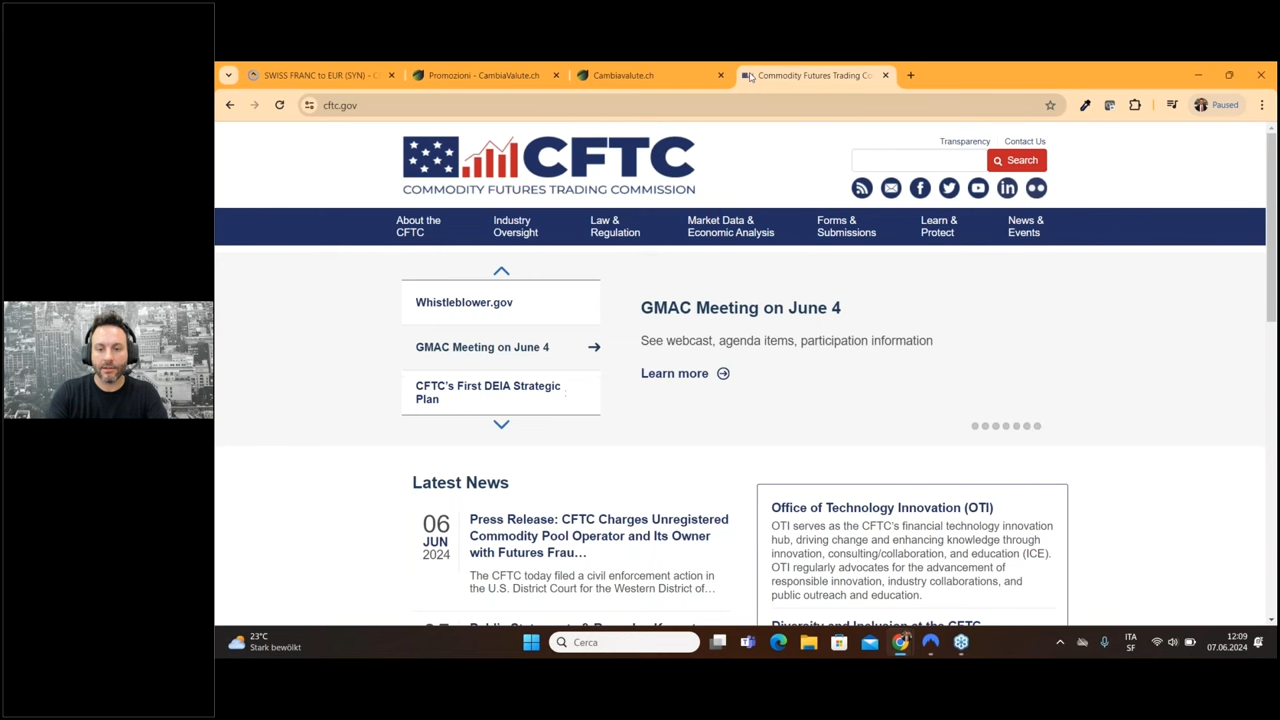 SWISS FRANC to EUR (SYN) - C
Promozioni - CambiaValute.ch
Cambiavalute.ch
Commodity Futures Trading Co
cftc.gov
Paused
CFTC
COMMODITY FUTURES TRADING COMMISSION
Transparency
Contact Us
Search
About the
CFTC
Industry
Oversight
Law &
Regulation
Market Data &
Economic Analysis
Forms &
Submissions
Learn &
Protect
News &
Events
Whistleblower.gov
GMAC Meeting on June 4
CFTC's First DEIA Strategic
Plan
GMAC Meeting on June 4
See webcast, agenda items, participation information
Learn more
Latest News
06
JUN
2024
Press Release: CFTC Charges Unregistered
Commodity Pool Operator and Its Owner
with Futures Frau…
The CFTC today filed a civil enforcement action in
the U.S. District Court for the Western District of…
Office of Technology Innovation (OTI)
OTI serves as the CFTC's financial technology innovation
hub, driving change and enhancing knowledge through
innovation, consulting/collaboration, and education (ICE).
OTI regularly advocates for the advancement of
responsible innovation, industry collaborations, and
public outreach and education.
Diversity and Inclusion at the CFTC
23°C
Stark bewölkt
Cerca
ITA
SF
12:09
07.06.2024